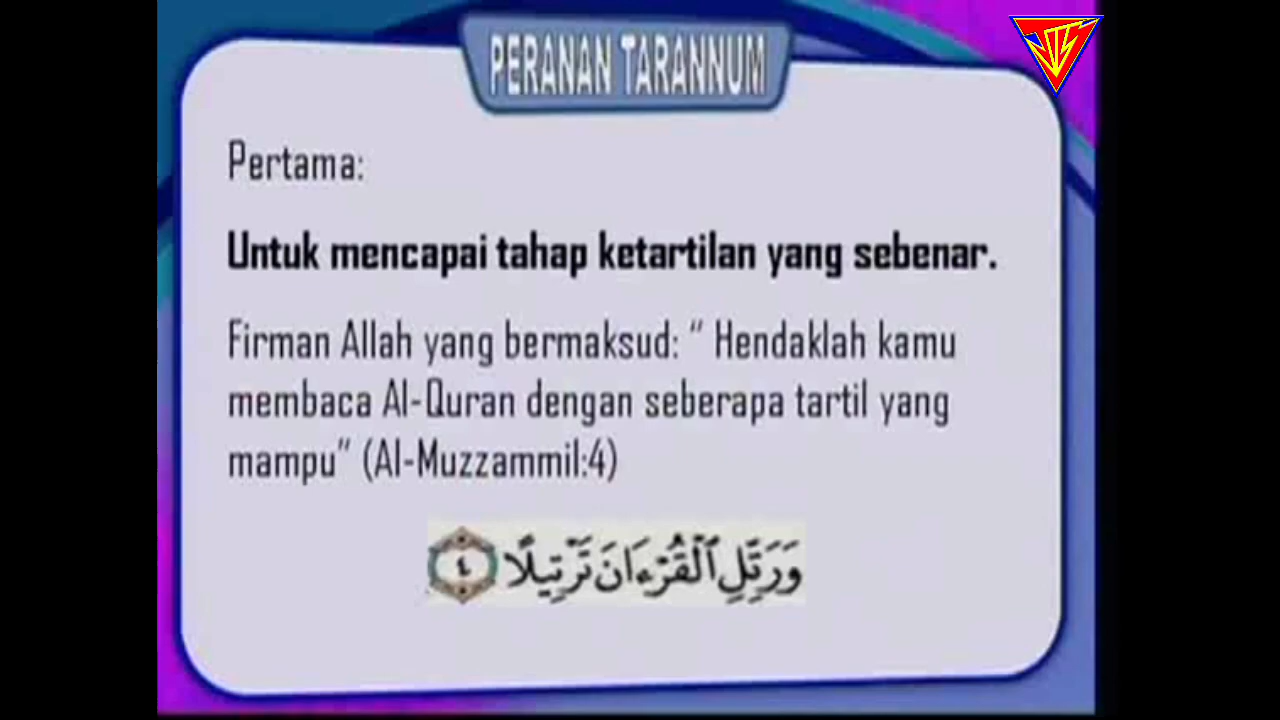 PERANAN TARANNUM
Pertama:
Untuk mencapai tahap ketartilan yang sebenar.
Firman Allah yang bermaksud: “ Hendaklah kamu
membaca Al-Quran dengan seberapa tartil yang
mampu” (Al-Muzzammil:4)
وَرَتِّلِ ٱلْقُرْءَانَ تَرْتِيلًا ٤